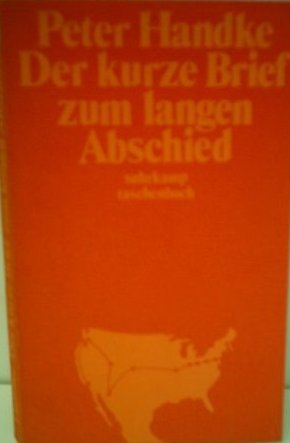 Peter Handke
Der kurze Brief
zum langen
Abschied
suhrkamp
taschenbuch